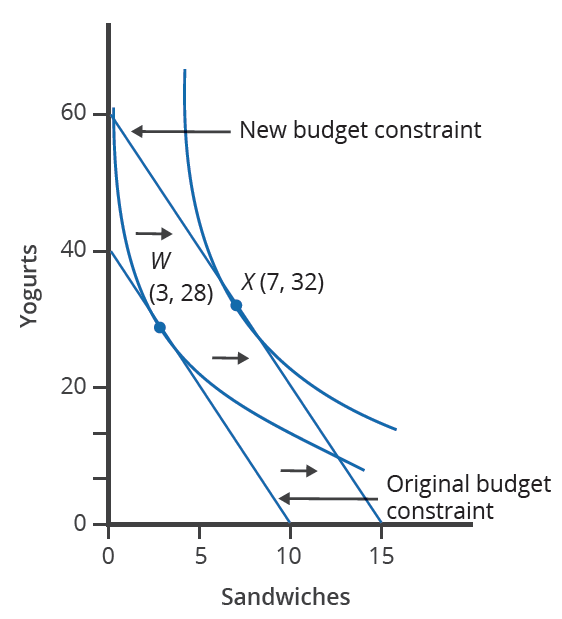 60
New budget constraint
40
W
(3, 28)
X (7, 32)
Yogurts
20
Original budget
constraint
0
0 5 10 15
Sandwiches